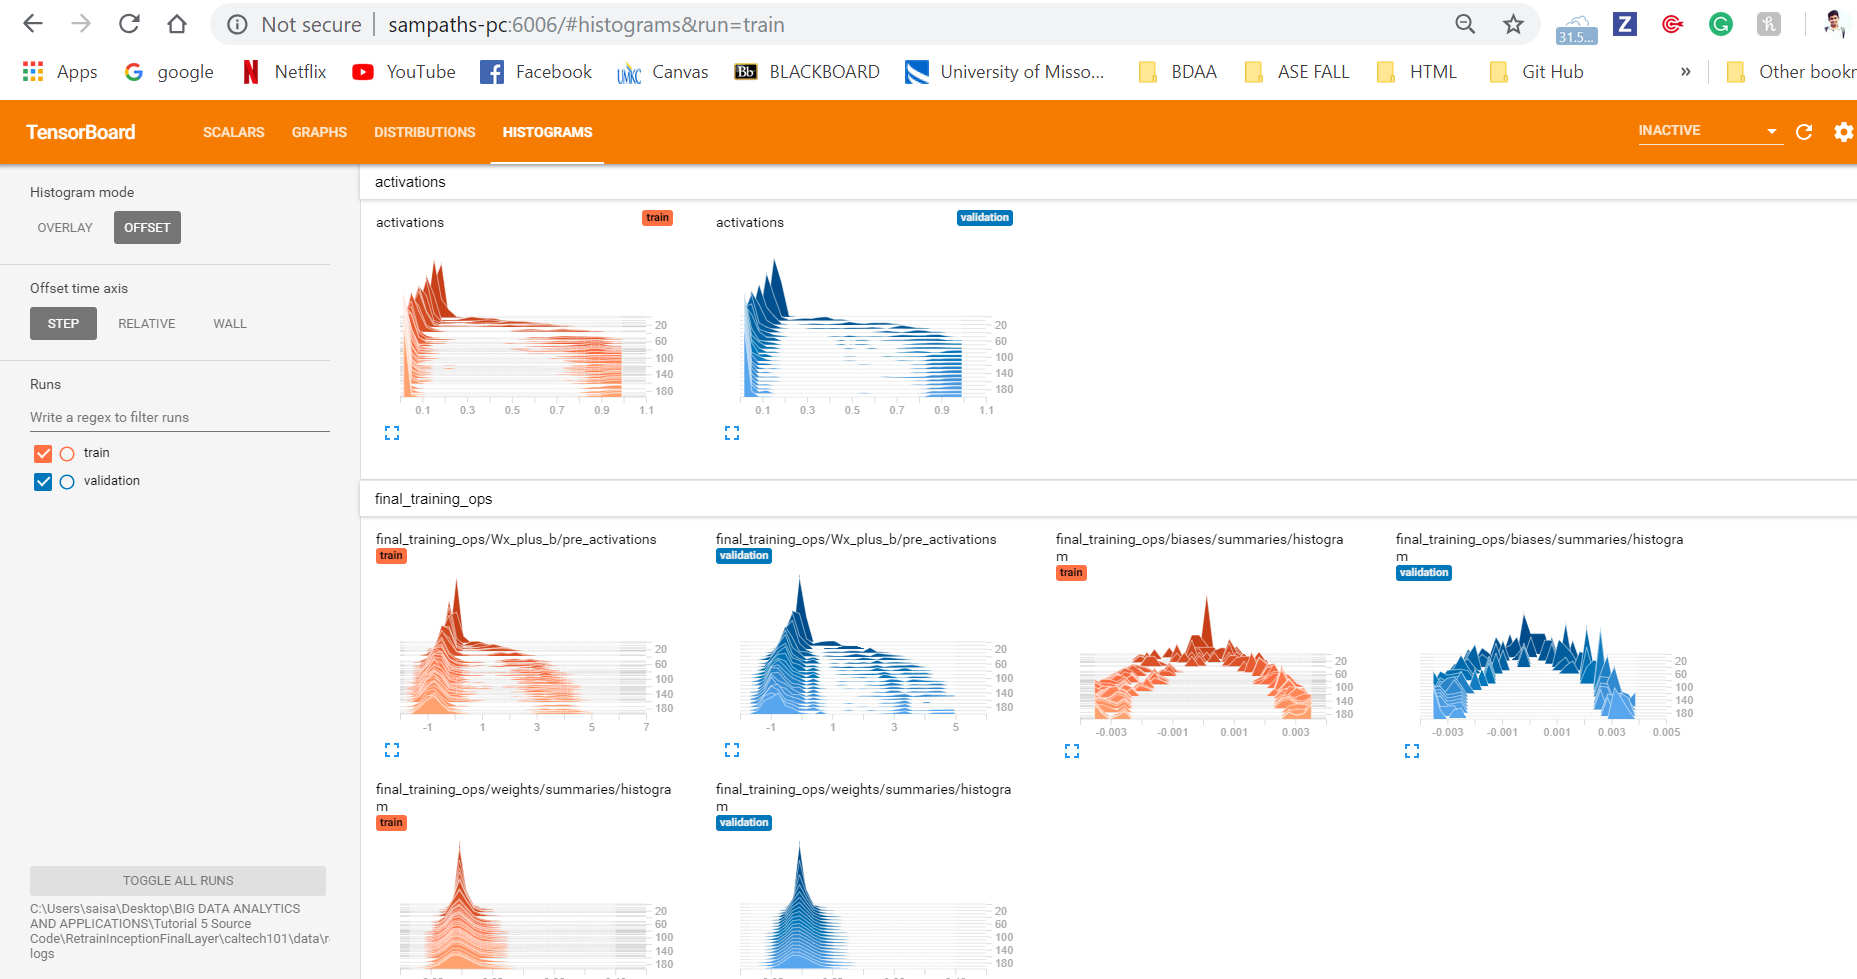 Not secure | sampaths-pc:6006/#histograms&run=train
31.5...
Z
G
h
Apps google Netflix YouTube Facebook UMKC Canvas Bb BLACKBOARD University of Misso... BDAA ASE FALL HTML Git Hub » Other bookr
TensorBoard SCALARS GRAPHS DISTRIBUTIONS HISTOGRAMS INACTIVE
Histogram mode
OVERLAY OFFSET
Offset time axis
STEP RELATIVE WALL
Runs
Write a regex to filter runs
train
validation
TOGGLE ALL RUNS
C:\Users\saisa\Desktop\BIG DATA ANALYTICS
AND APPLICATIONS\Tutorial 5 Source
Code\RetrainInceptionFinalLayer\caltech101\data\r
logs
activations
activations train
20
60
100
140
180
0.1 0.3 0.5 0.7 0.9 1.1
activations validation
20
60
100
140
180
0.1 0.3 0.5 0.7 0.9 1.1
final_training_ops
final_training_ops/Wx_plus_b/pre_activations
train
20
60
100
140
180
-1 1 3 5 7
final_training_ops/Wx_plus_b/pre_activations
validation
20
60
100
140
180
-1 1 3 5
final_training_ops/biases/summaries/histogra
m
train
20
60
100
140
180
-0.003 -0.001 0.001 0.003
final_training_ops/biases/summaries/histogra
m
validation
20
60
100
140
180
-0.003 -0.001 0.001 0.003 0.005
final_training_ops/weights/summaries/histogra
m
train
20
60
100
140
180
final_training_ops/weights/summaries/histogra
m
validation
20
60
100
140
180